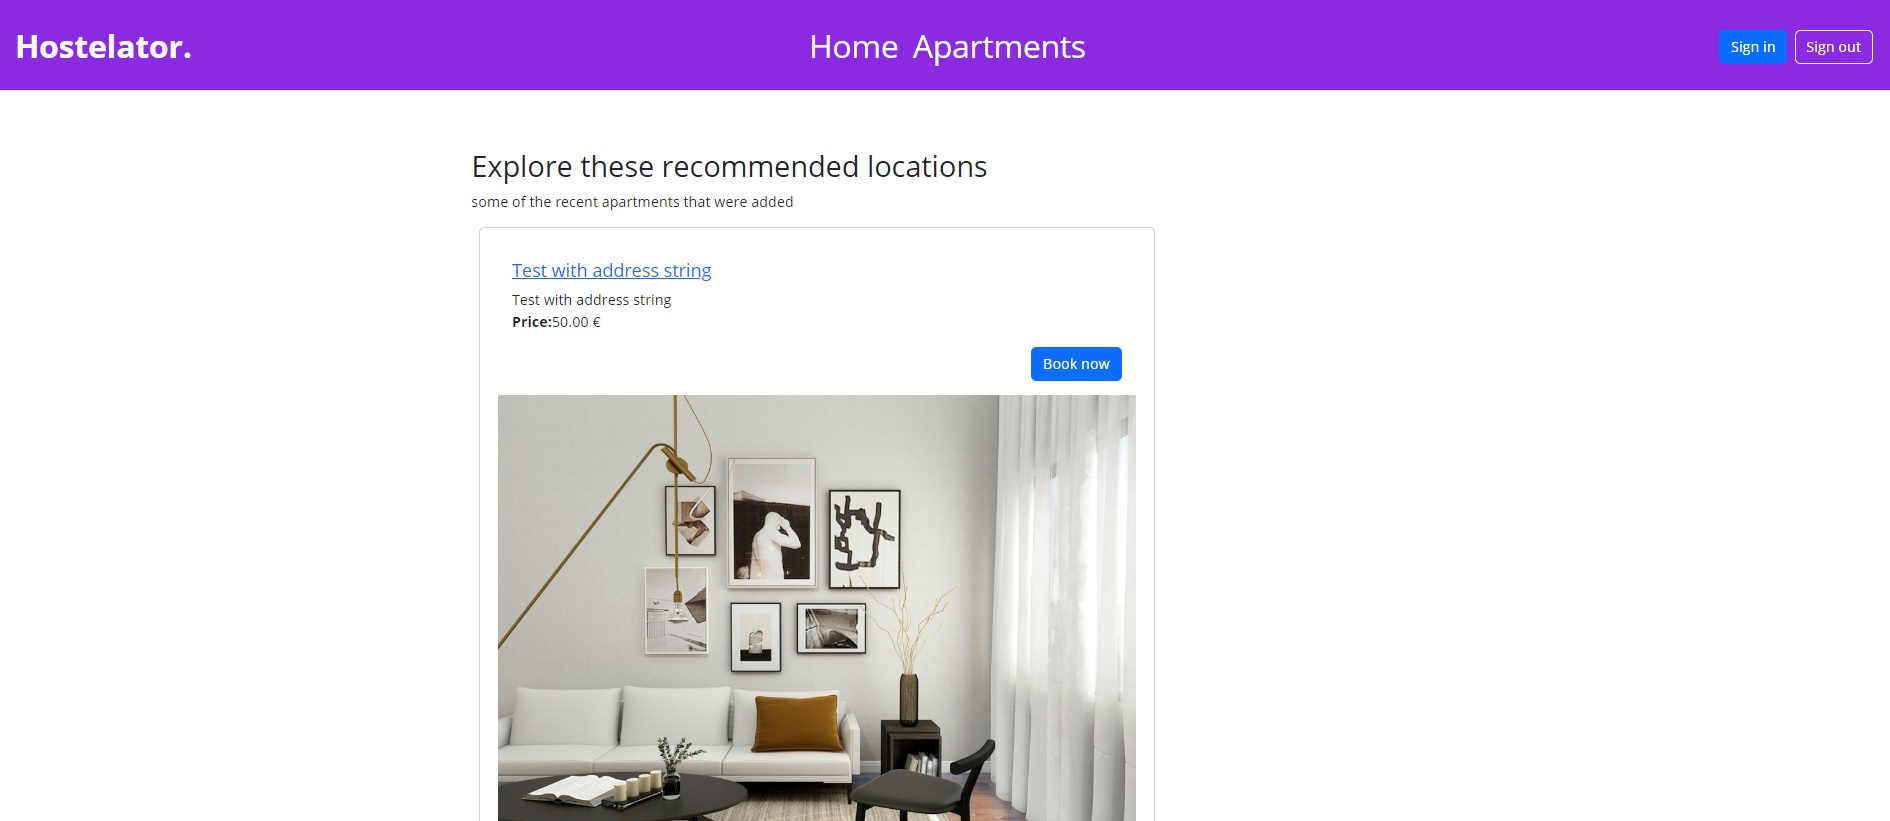 Hostelator.
Home Apartments
Sign in
Sign out
Explore these recommended locations
some of the recent apartments that were added
Test with address string
Test with address string
Price:50.00 €
Book now